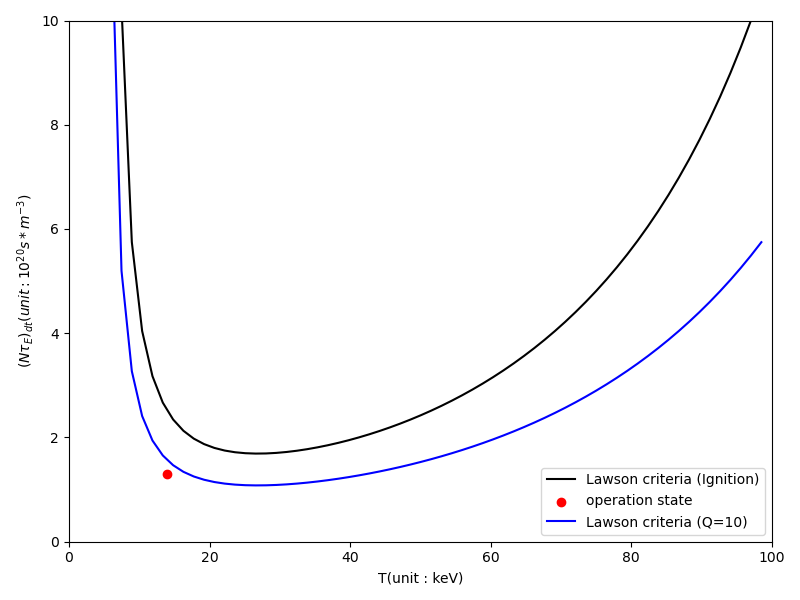 10
8
6
4
2
0
0 20 40 60 80 100
$(N\tau_E)_{dt}(unit : 10^{20} s * m^{-3})$
T(unit : keV)
Lawson criteria (Ignition)
operation state
Lawson criteria (Q=10)